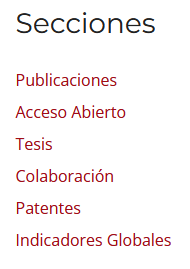 Secciones
Publicaciones
Acceso Abierto
Tesis
Colaboración
Patentes
Indicadores Globales